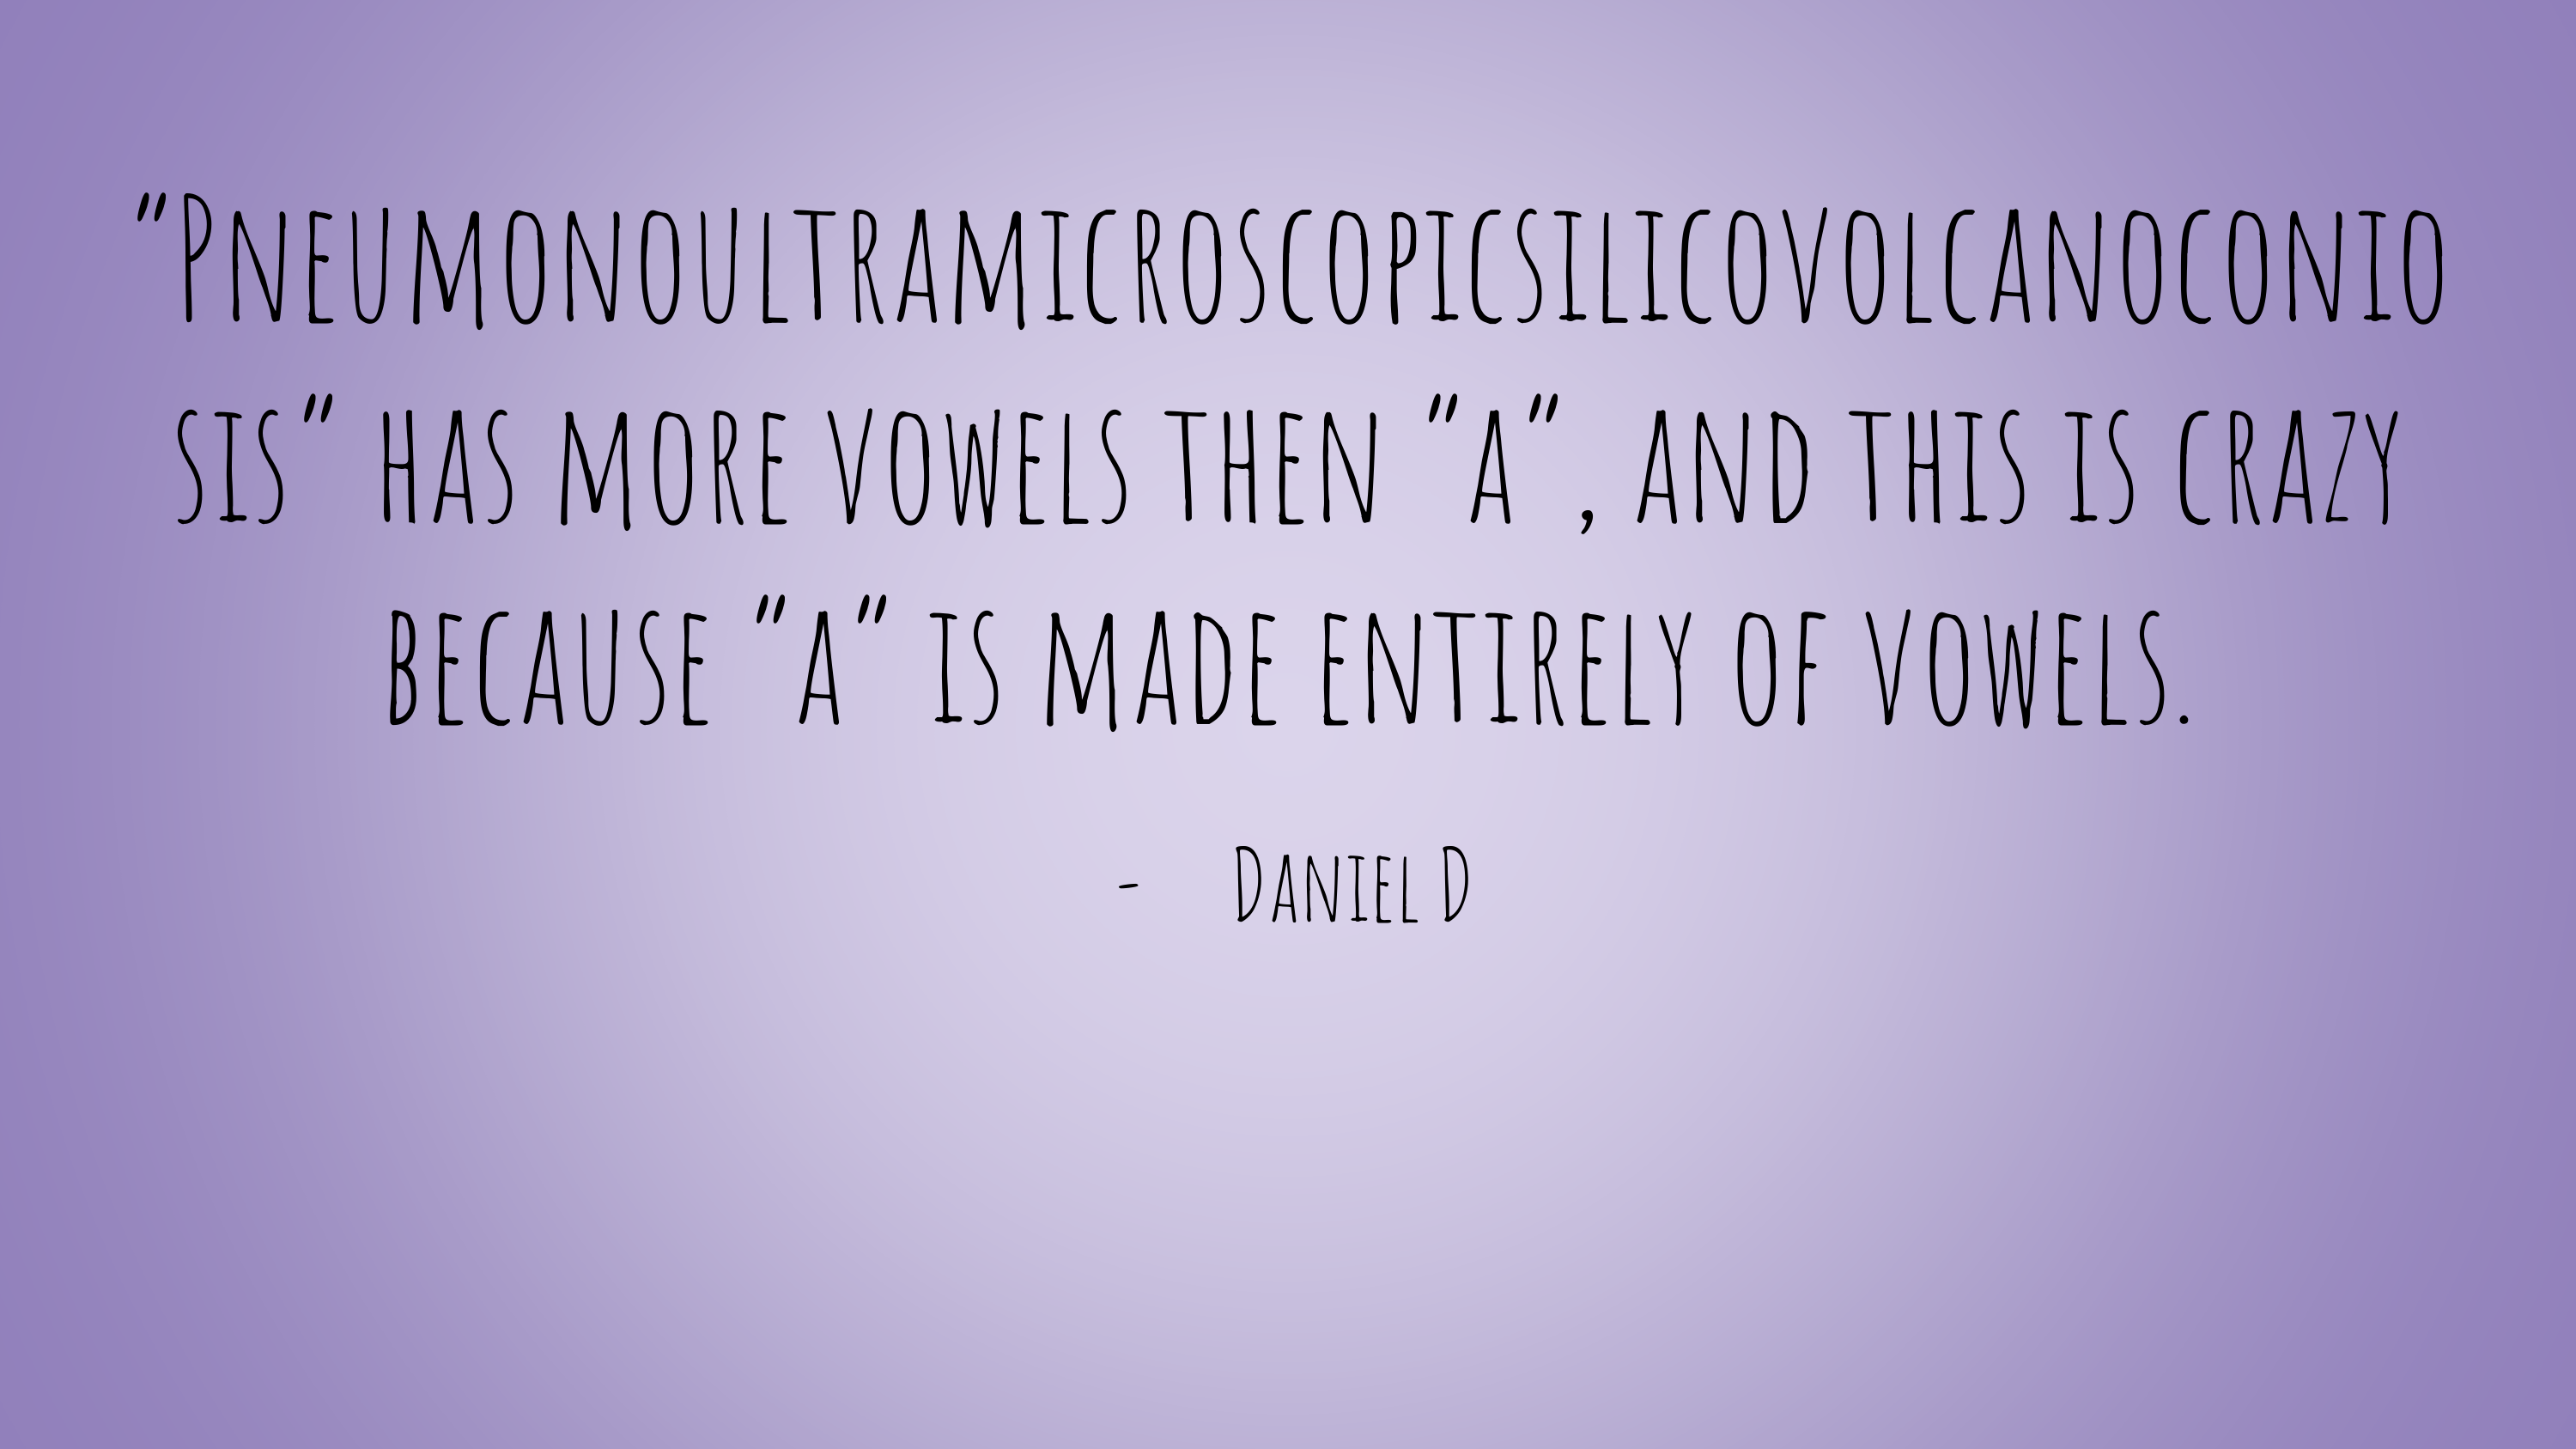 "Pneumonoultramicroscopicsilicovolcanoconio
sis" has more vowels then "a", and this is crazy
because "a" is made entirely of vowels.
- Daniel D